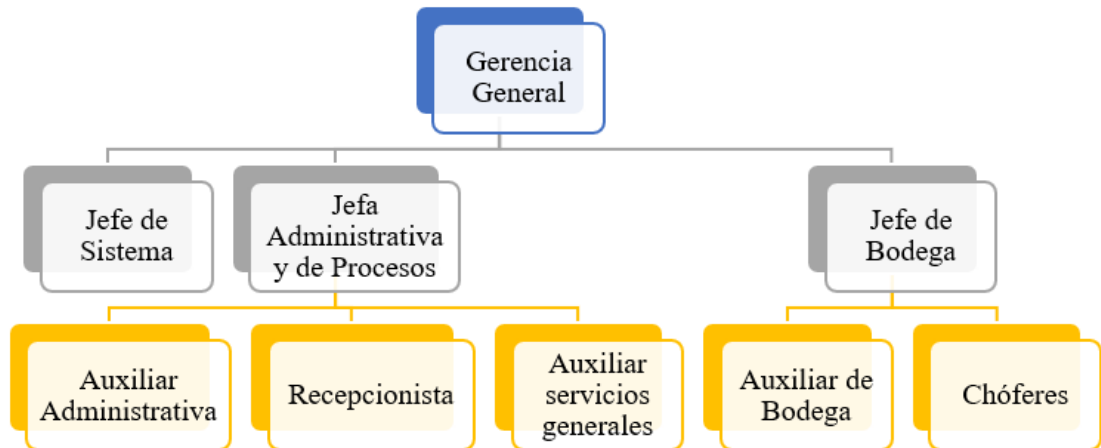 Gerencia
General
Jefe de
Sistema
Jefa
Administrativa
y de Procesos
Jefe de
Bodega
Auxiliar
Administrativa
Recepcionista
Auxiliar
servicios
generales
Auxiliar de
Bodega
Chóferes